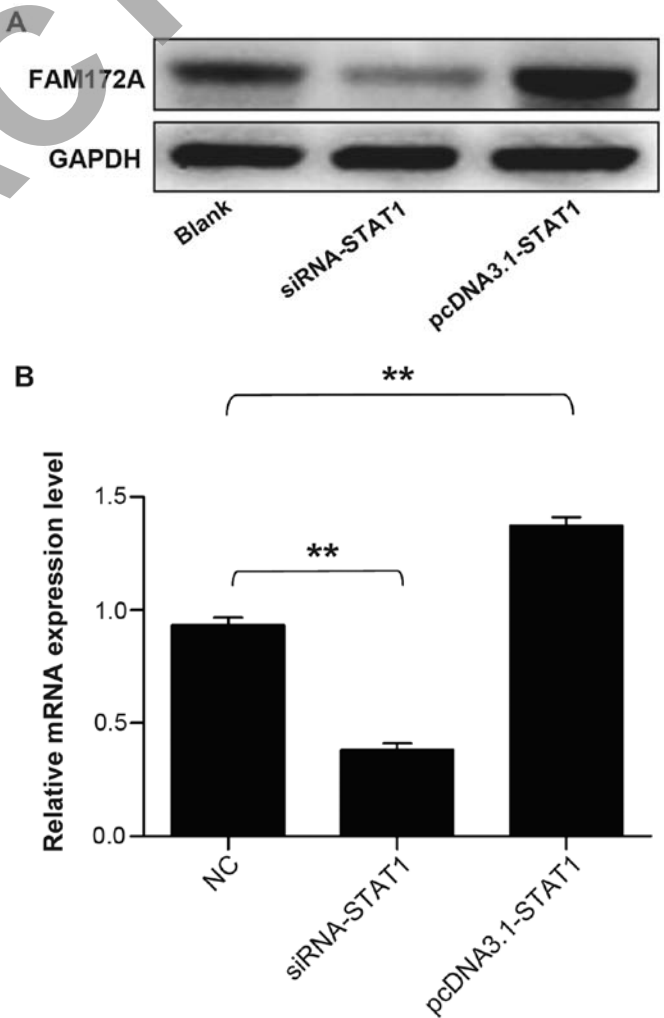 A
FAM172A
GAPDH
Blank
siRNA-STAT1
pcDNA3.1-STAT1
B
**
**
Relative mRNA expression level
1.5
1.0
0.5
0.0
NC
siRNA-STAT1
pcDNA3.1-STAT1